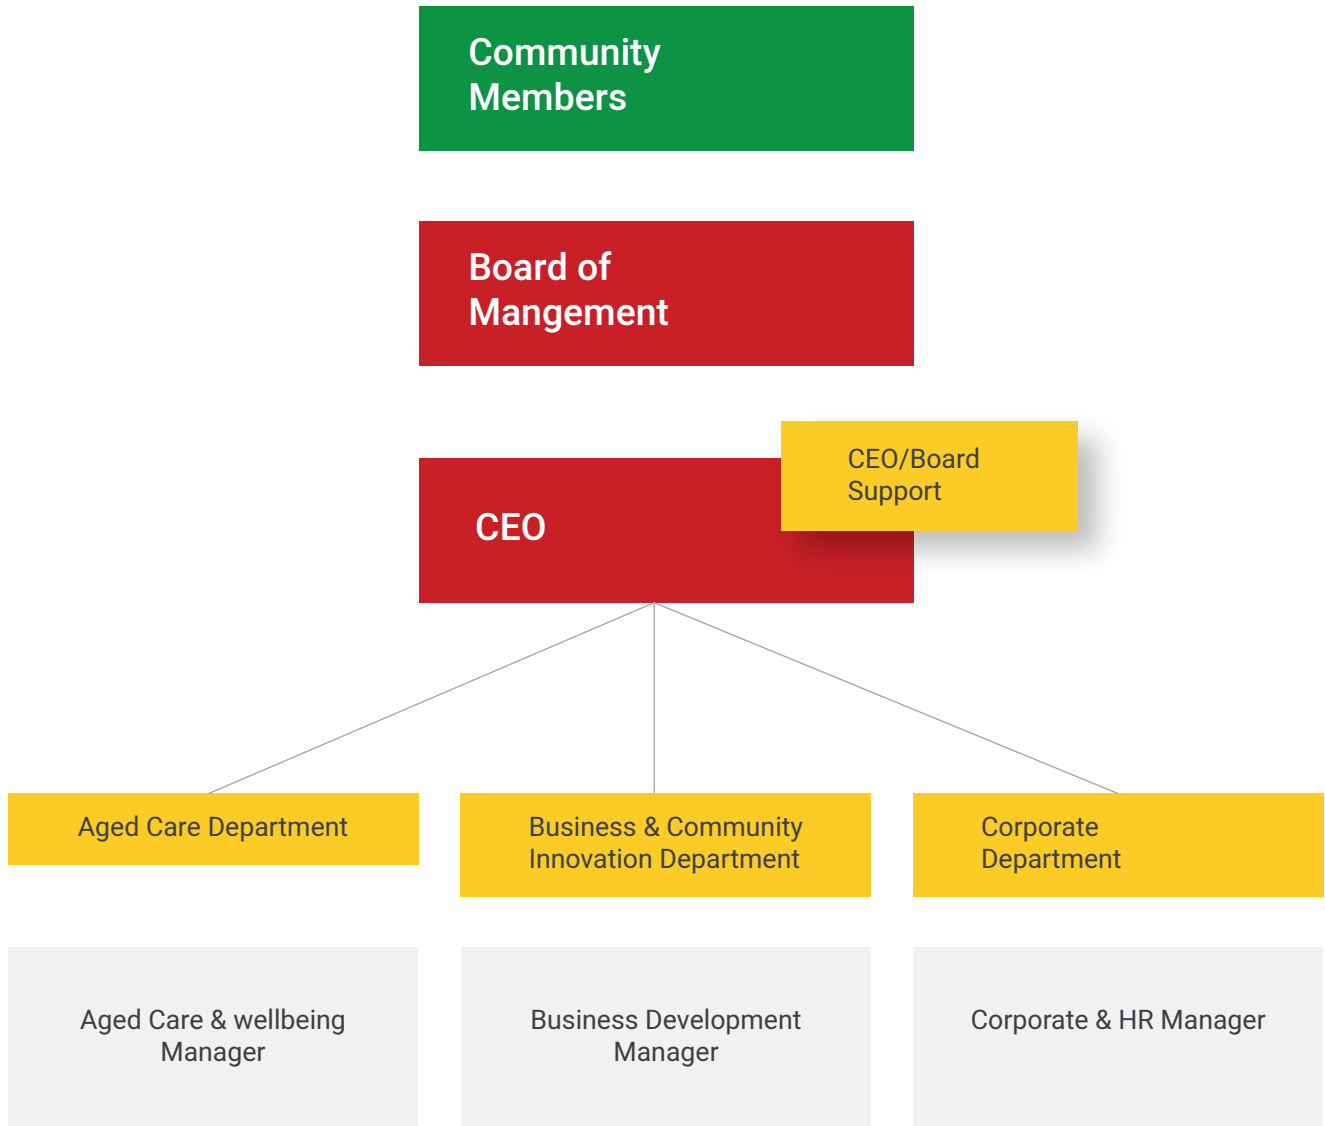 Community
Members
Board of
Mangement
CEO/Board
Support
CEO
Aged Care Department
Business & Community
Innovation Department
Corporate
Department
Aged Care & wellbeing
Manager
Business Development
Manager
Corporate & HR Manager